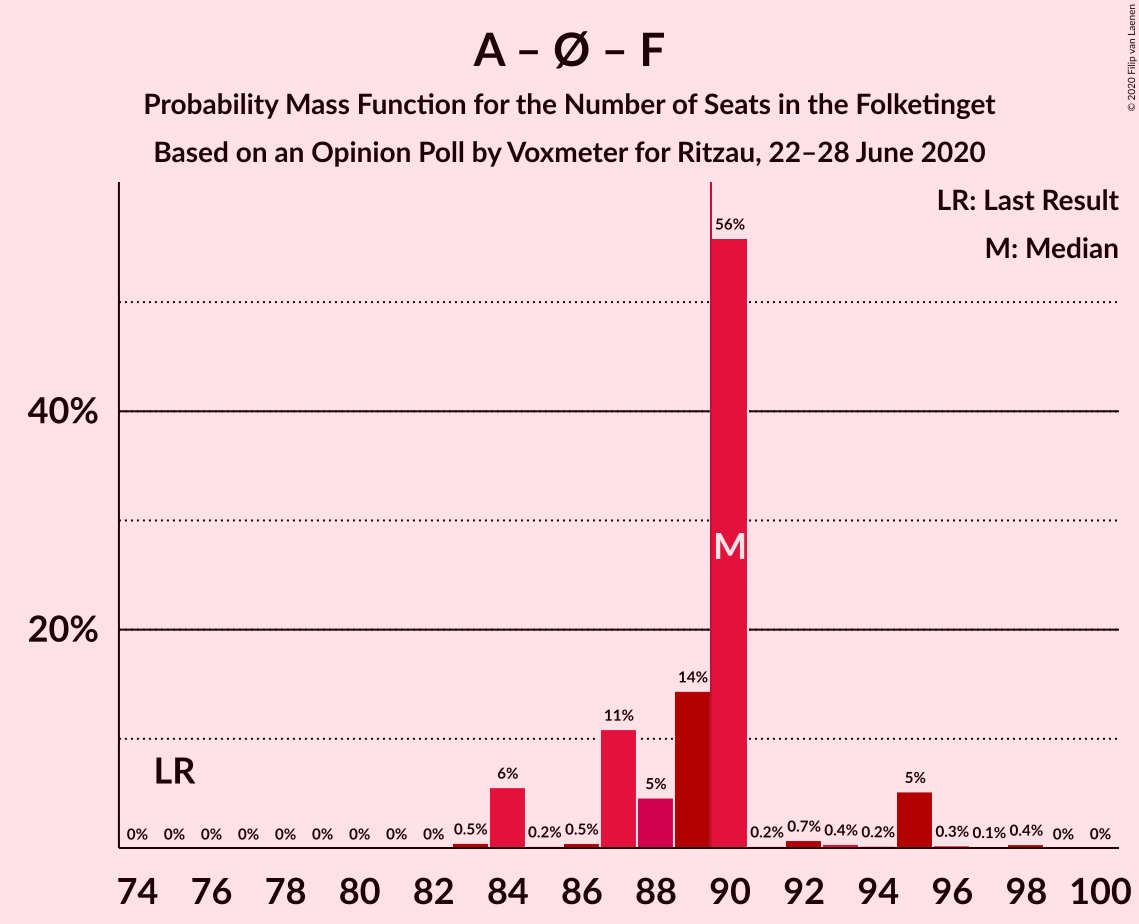 A – Ø – F
Probability Mass Function for the Number of Seats in the Folketinget
Based on an Opinion Poll by Voxmeter for Ritzau, 22–28 June 2020
© 2020 Filip van Laenen
LR: Last Result
M: Median
40%
20%
LR
M
0% 0% 0% 0% 0% 0% 0% 0% 0% 0.5% 6% 0.2% 0.5% 11% 5% 14% 56% 0.2% 0.7% 0.4% 0.2% 5% 0.3% 0.1% 0.4% 0% 0%
74 76 78 80 82 84 86 88 90 92 94 96 98 100